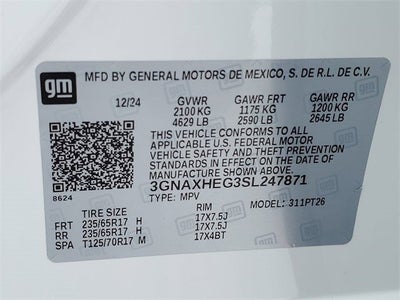 gm MFD BY GENERAL MOTORS DE MEXICO, S. DE R.L. DE C.V.
12/24 GVWR GAWR FRT GAWR RR
2100 KG 1175 KG 1200 KG
4629 LB 2590 LB 2645 LB
THIS VEHICLE CONFORMS TO ALL
APPLICABLE U.S. FEDERAL MOTOR
VEHICLE SAFETY STANDARDS
IN EFFECT ON THE DATE OF
MANUFACTURE SHOWN ABOVE.
3GNAXHEG3SL247871
8624 TYPE: MPV MODEL: 311PT26
TIRE SIZE RIM
FRT 235/65R17 H 17X7.5J
RR 235/65R17 H 17X7.5J
SPA T125/70R17 M 17X4BT